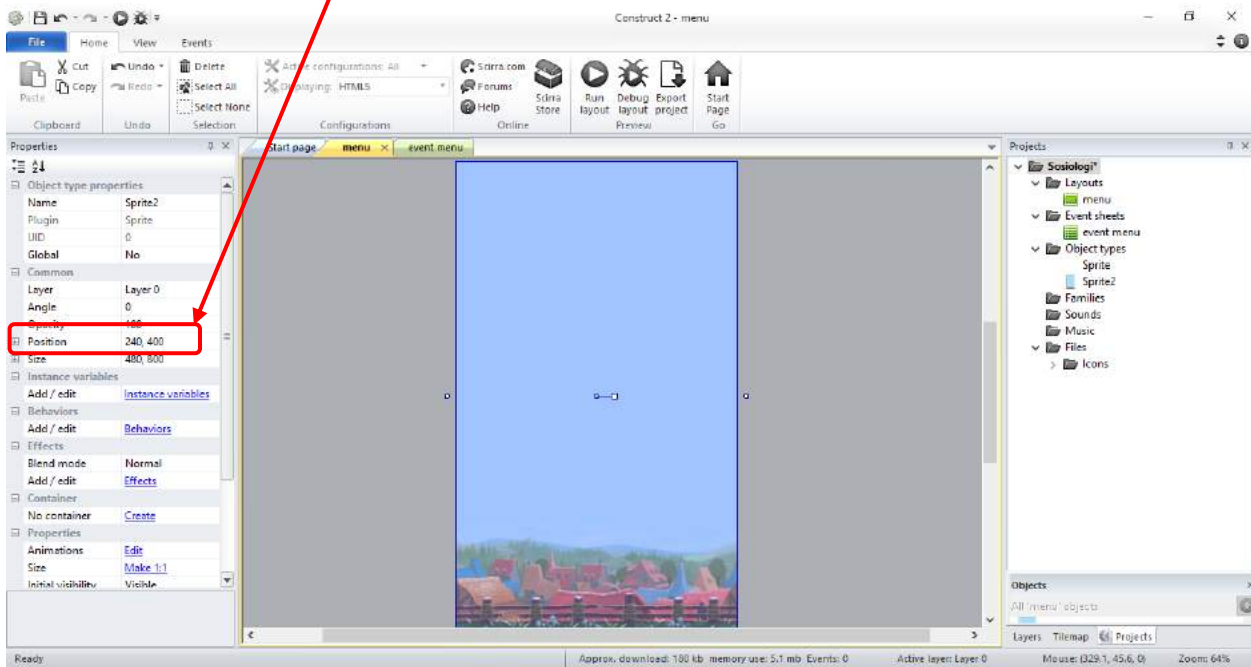 Construct 2 - menu
File Home View Events
Paste
Cut
Copy
Clipboard
Undo
Redo
Undo
Delete
Select All
Select None
Selection
Active configurations: All
Displaying: HTML5
Configurations
Scirra.com
Forums
Help
Scirra Store
Online
Run layout
Debug layout
Export project
Preview
Start Page
Go
Properties
Object type properties
Name Sprite2
Plugin Sprite
UID 0
Global No
Common
Layer Layer 0
Angle 0
Opacity 100
Position 240, 400
Size 480, 800
Instance variables
Add / edit Instance variables
Behaviors
Add / edit Behaviors
Effects
Blend mode Normal
Add / edit Effects
Container
No container Create
Properties
Animations Edit
Size Make 1:1
Initial visibility Visible
Start page menu event menu
Projects
Sosiologi*
Layouts
menu
Event sheets
event menu
Object types
Sprite
Sprite2
Families
Sounds
Music
Files
Icons
Objects
All 'menu' objects
Layers Tilemap Projects
Ready Approx. download: 180 kb memory use: 5.1 mb Events: 0 Active layer: Layer 0 Mouse: (329.1, 45.6, 0) Zoom: 64%